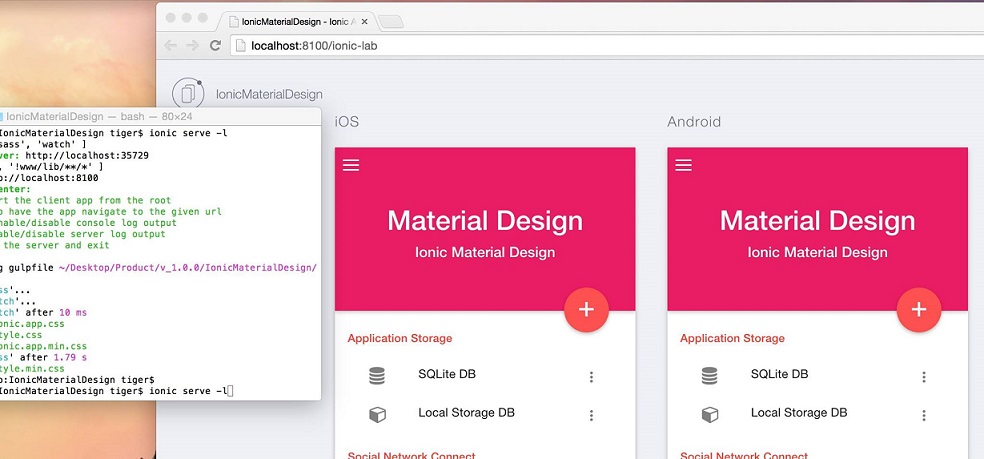 IonicMaterialDesign - Ionic A
localhost:8100/ionic-lab
IonicMaterialDesign
IonicMaterialDesign — bash — 80×24
IonicMaterialDesign tiger$ ionic serve -l
sass', 'watch' ]
ver: http://localhost:35729
, '!www/lib/**/*' ]
p://localhost:8100
enter:
rt the client app from the root
o have the app navigate to the given url
nable/disable console log output
able/disable server log output
the server and exit
g gulpfile ~/Desktop/Product/v_1.0.0/IonicMaterialDesign/
ss'...
tch'...
tch' after 10 ms
onic.app.css
tyle.css
onic.app.min.css
ss' after 1.79 s
tyle.min.css
o:IonicMaterialDesign tiger$
IonicMaterialDesign tiger$ ionic serve -l
iOS
Material Design
Ionic Material Design
+
Application Storage
SQLite DB
Local Storage DB
Social Network Connect
Android
Material Design
Ionic Material Design
+
Application Storage
SQLite DB
Local Storage DB
Social Network Connect